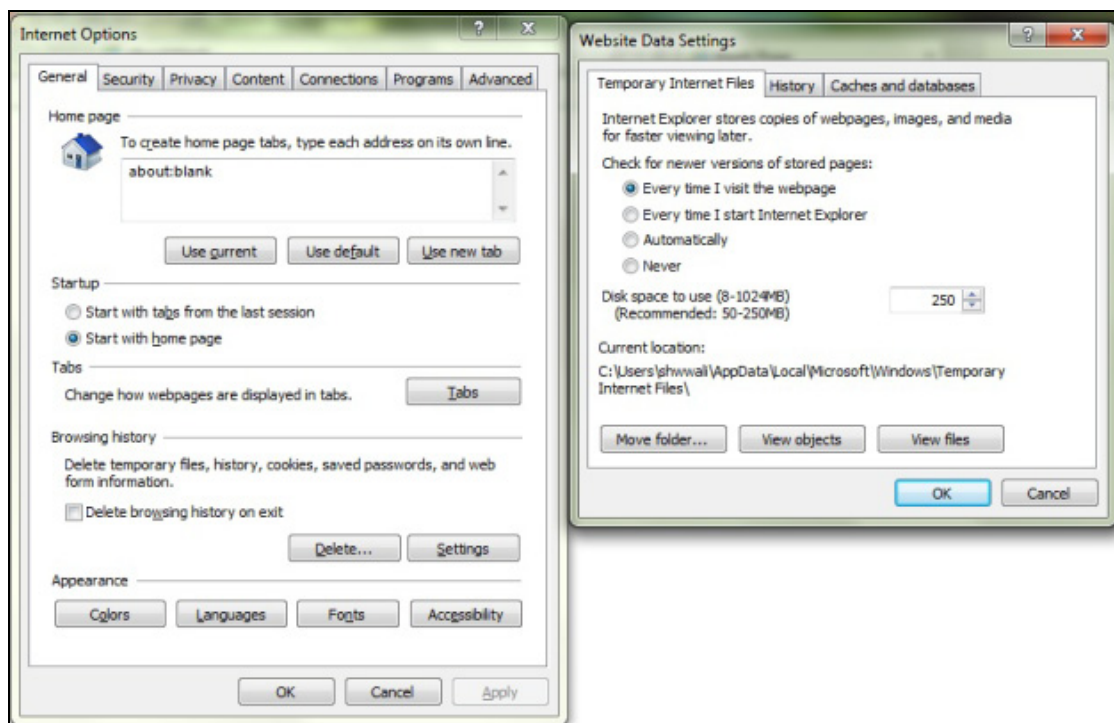 Internet Options
General Security Privacy Content Connections Programs Advanced
Home page
To create home page tabs, type each address on its own line.
about:blank
Use current Use default Use new tab
Startup
Start with tabs from the last session
Start with home page
Tabs
Change how webpages are displayed in tabs. Tabs
Browsing history
Delete temporary files, history, cookies, saved passwords, and web
form information.
Delete browsing history on exit
Delete... Settings
Appearance
Colors Languages Fonts Accessibility
OK Cancel Apply
Website Data Settings
Temporary Internet Files History Caches and databases
Internet Explorer stores copies of webpages, images, and media
for faster viewing later.
Check for newer versions of stored pages:
Every time I visit the webpage
Every time I start Internet Explorer
Automatically
Never
Disk space to use (8-1024MB) 250
(Recommended: 50-250MB)
Current location:
C:\Users\shwwali\AppData\Local\Microsoft\Windows\Temporary
Internet Files\
Move folder... View objects View files
OK Cancel